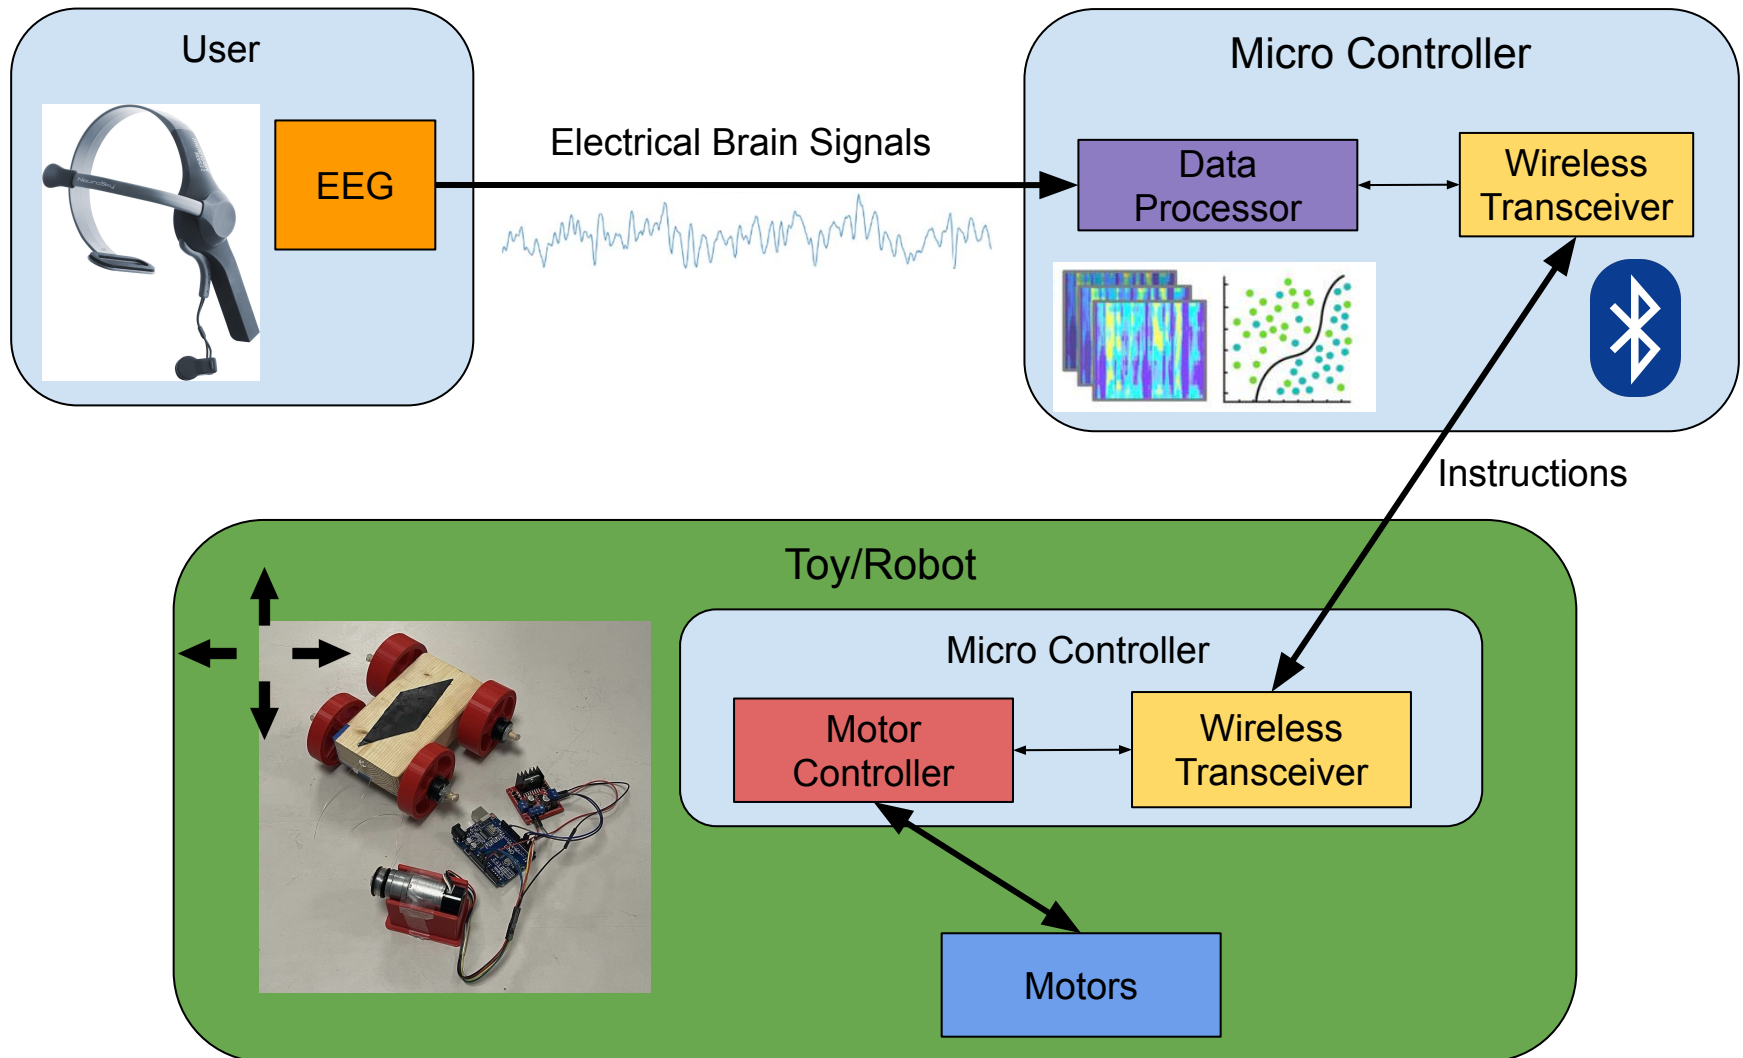 User
Micro Controller
NeuroSky
EEG
Electrical Brain Signals
Data
Processor
Wireless
Transceiver
Instructions
Toy/Robot
Micro Controller
Motor
Controller
Wireless
Transceiver
Motors